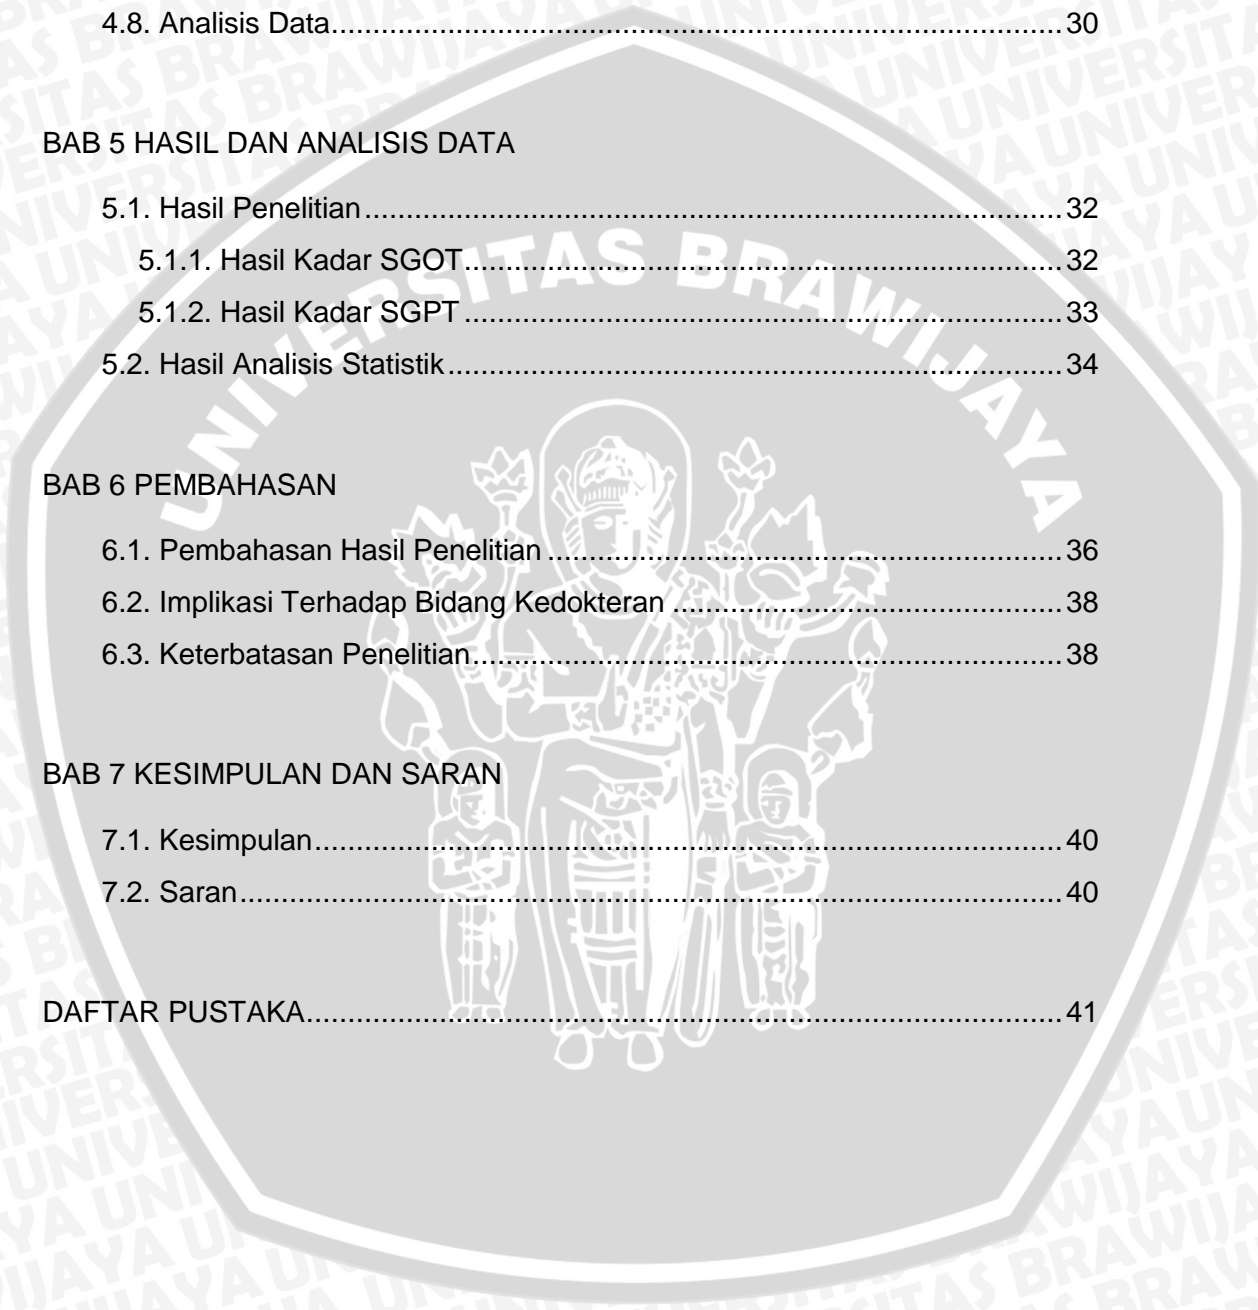 4.8. Analisis Data........................................................................................30
BAB 5 HASIL DAN ANALISIS DATA
5.1. Hasil Penelitian....................................................................................32
5.1.1. Hasil Kadar SGOT........................................................................32
5.1.2. Hasil Kadar SGPT........................................................................33
5.2. Hasil Analisis Statistik..........................................................................34
BAB 6 PEMBAHASAN
6.1. Pembahasan Hasil Penelitian..............................................................36
6.2. Implikasi Terhadap Bidang Kedokteran...............................................38
6.3. Keterbatasan Penelitian.......................................................................38
BAB 7 KESIMPULAN DAN SARAN
7.1. Kesimpulan..........................................................................................40
7.2. Saran...................................................................................................40
DAFTAR PUSTAKA...........................................................................................41
UNIVERSITAS BRAWIJAYA